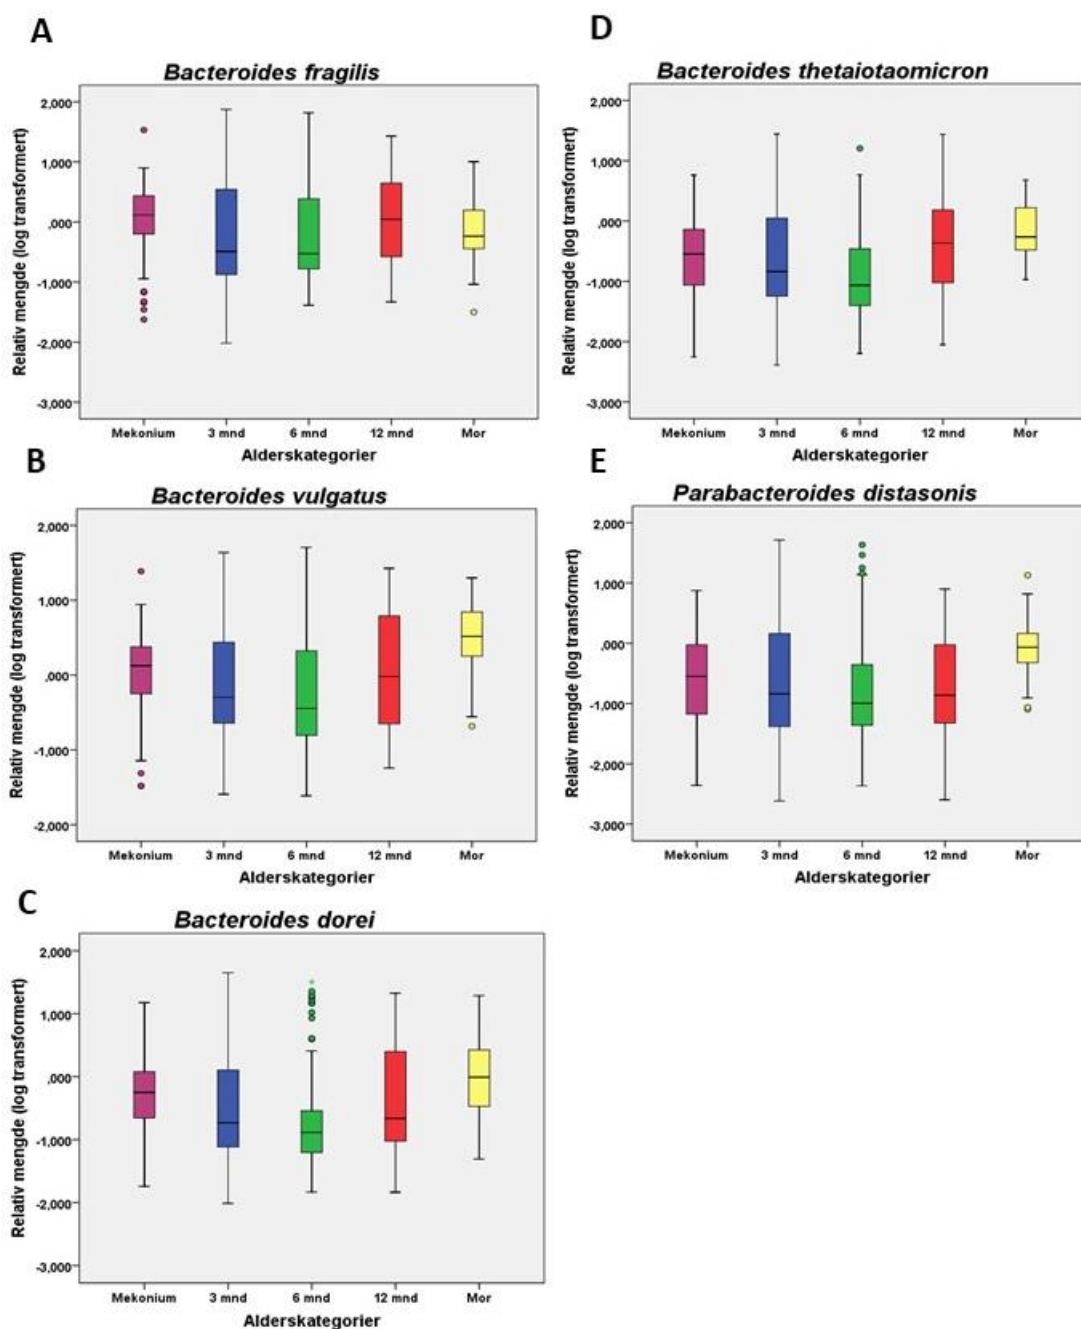 A
Bacteroides fragilis
Relativ mengde (log transformert)
2,000
1,000
,000
-1,000
-2,000
-3,000
Mekonium 3 mnd 6 mnd 12 mnd Mor
Alderskategorier
B
Bacteroides vulgatus
Relativ mengde (log transformert)
2,000
1,000
,000
-1,000
-2,000
Mekonium 3 mnd 6 mnd 12 mnd Mor
Alderskategorier
C
Bacteroides dorei
Relativ mengde (log transformert)
2,000
1,000
,000
-1,000
-2,000
-3,000
Mekonium 3 mnd 6 mnd 12 mnd Mor
Alderskategorier
D
Bacteroides thetaiotaomicron
Relativ mengde (log transformert)
2,000
1,000
,000
-1,000
-2,000
-3,000
Mekonium 3 mnd 6 mnd 12 mnd Mor
Alderskategorier
E
Parabacteroides distasonis
Relativ mengde (log transformert)
2,000
1,000
,000
-1,000
-2,000
-3,000
Mekonium 3 mnd 6 mnd 12 mnd Mor
Alderskategorier